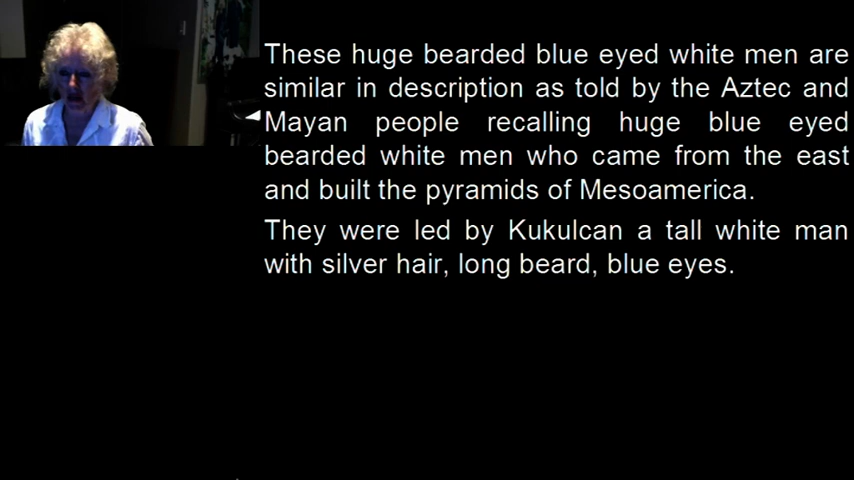 These huge bearded blue eyed white men are
similar in description as told by the Aztec and
Mayan people recalling huge blue eyed
bearded white men who came from the east
and built the pyramids of Mesoamerica.
They were led by Kukulcan a tall white man
with silver hair, long beard, blue eyes.